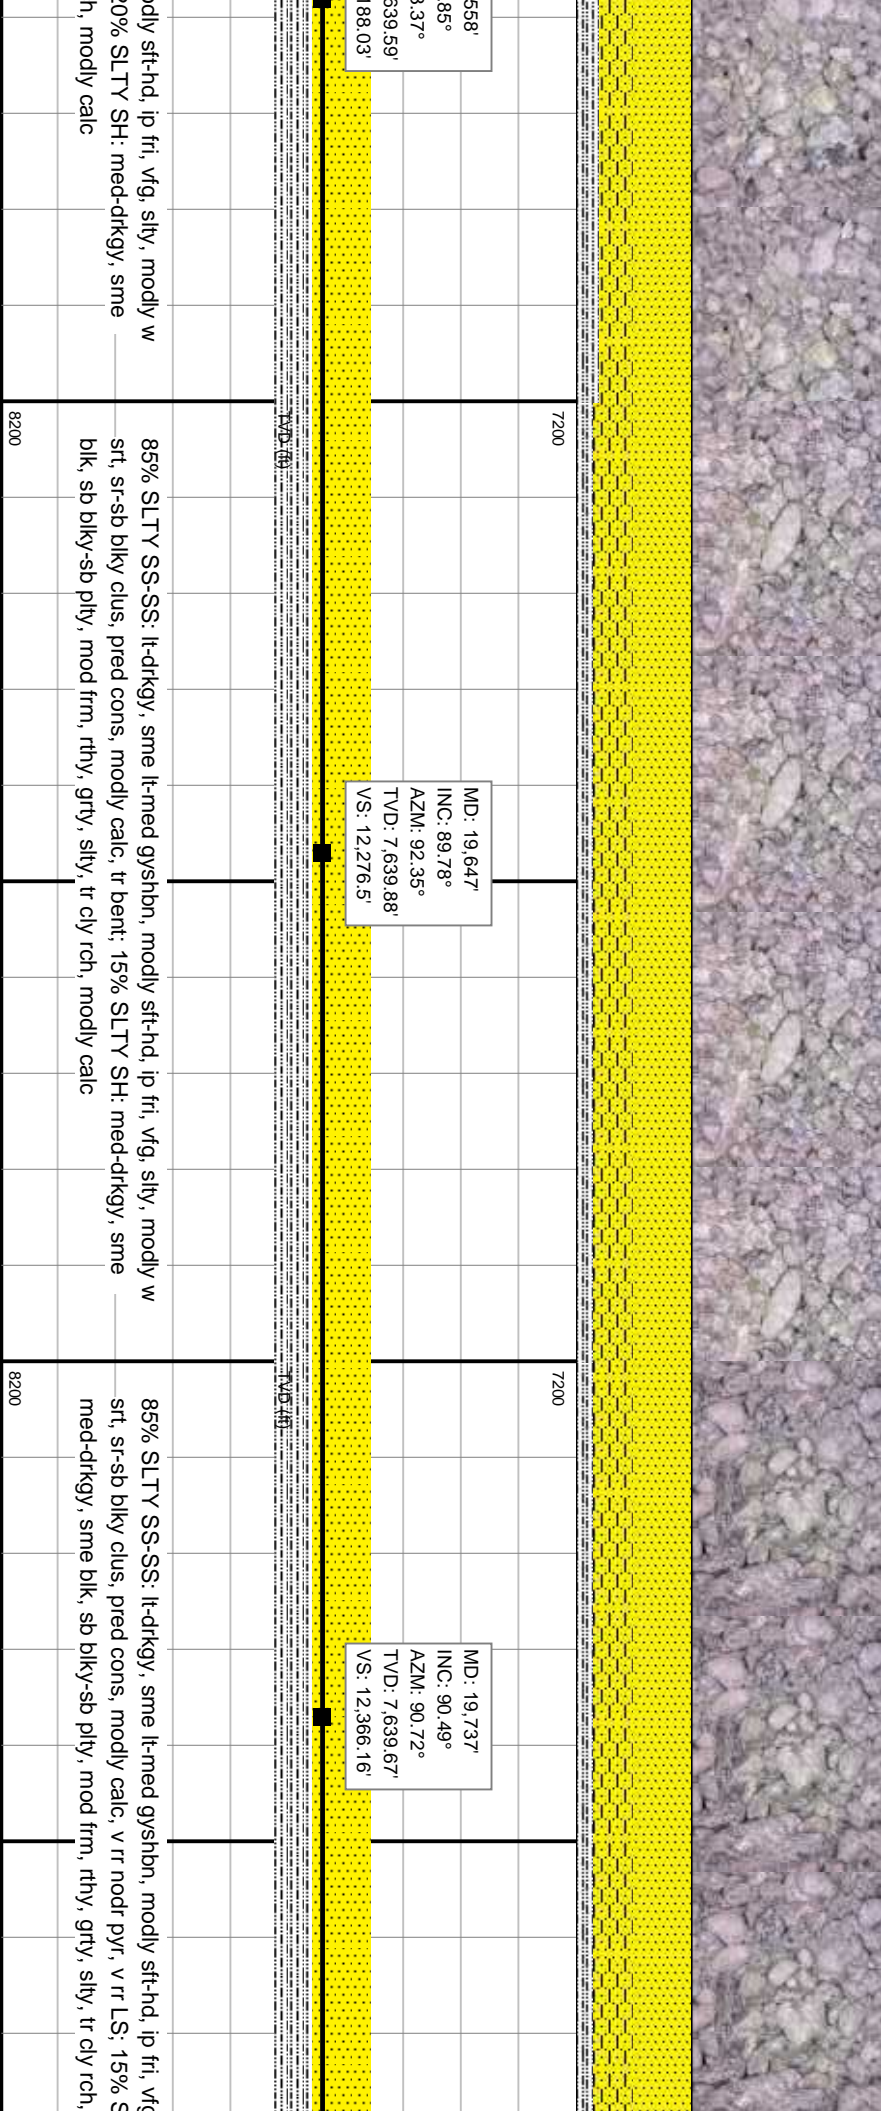 558'
.85°
3.37°
639.59'
188.03'
odly sft-hd, ip fri, vfg, slty, modly w
20% SLTY SH: med-drkgy, sme
h, modly calc
7200
TVD (ft)
8200
85% SLTY SS-SS: lt-drkgy, sme lt-med gyshbn, modly sft-hd, ip fri, vfg, slty, modly w
srt, sr-sb blky clus, pred cons, modly calc, tr bent; 15% SLTY SH: med-drkgy, sme
blk, sb blky-sb plty, mod frm, rthy, grty, slty, tr cly rch, modly calc
MD: 19,647'
INC: 89.78°
AZM: 92.35°
TVD: 7,639.88'
VS: 12,276.5'
7200
TVD (ft)
8200
85% SLTY SS-SS: lt-drkgy, sme lt-med gyshbn, modly sft-hd, ip fri, vfg
srt, sr-sb blky clus, pred cons, modly calc, v rr nodr pyr, v rr LS; 15% S
med-drkgy, sme blk, sb blky-sb plty, mod frm, rthy, grty, slty, tr cly rch,
MD: 19,737'
INC: 90.49°
AZM: 90.72°
TVD: 7,639.67'
VS: 12,366.16'